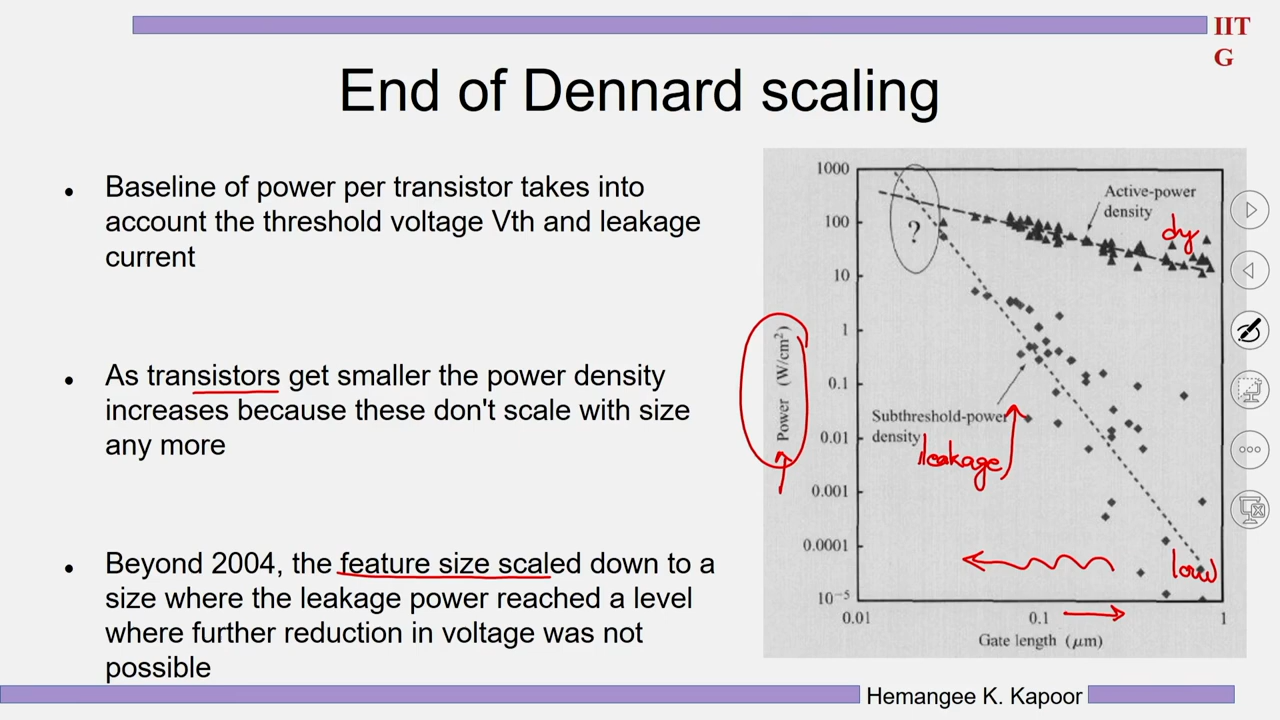 IIT
G
End of Dennard scaling
Baseline of power per transistor takes into
account the threshold voltage Vth and leakage
current
As transistors get smaller the power density
increases because these don't scale with size
any more
Beyond 2004, the feature size scaled down to a
size where the leakage power reached a level
where further reduction in voltage was not
possible
1000
100
10
1
0.1
0.01
0.001
0.0001
10⁻⁵
Power (W/cm²)
Active-power
density
dy
?
Subthreshold-power
density
leakage
low
0.01
0.1
1
Gate length (μm)
Hemangee K. Kapoor